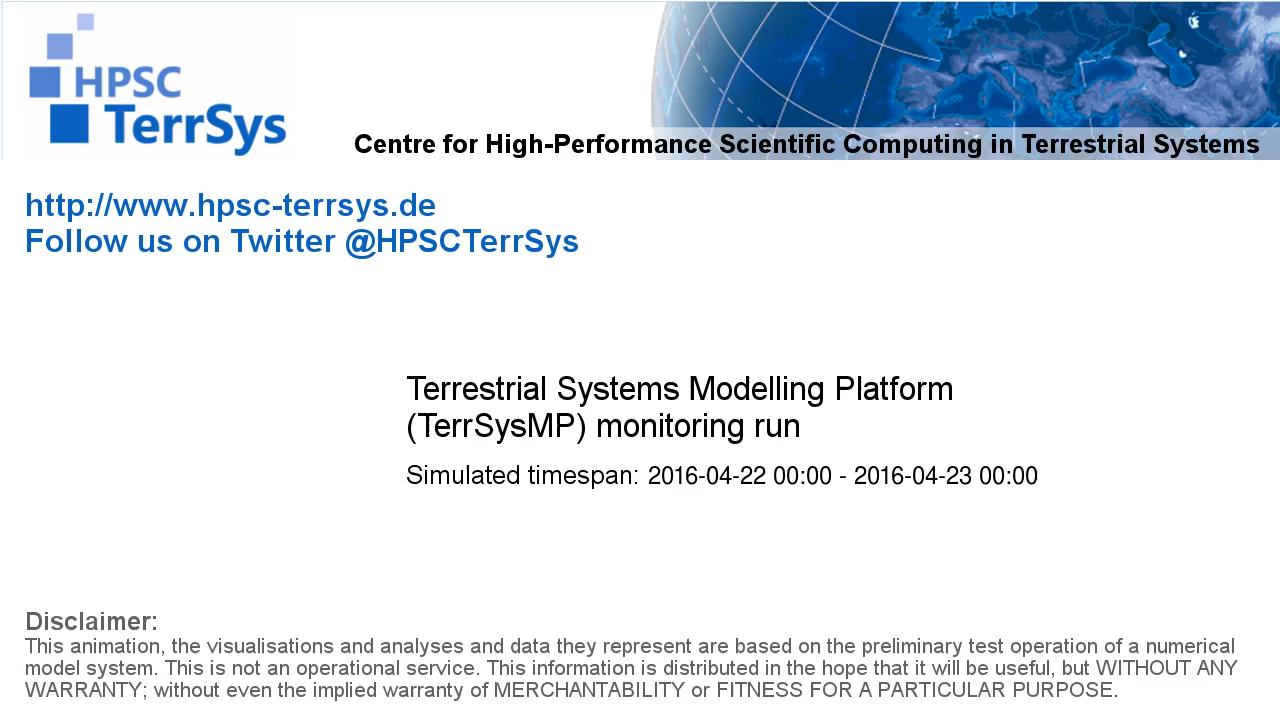 HPSC
TerrSys
Centre for High-Performance Scientific Computing in Terrestrial Systems
http://www.hpsc-terrsys.de
Follow us on Twitter @HPSCTerrSys
Terrestrial Systems Modelling Platform
(TerrSysMP) monitoring run
Simulated timespan: 2016-04-22 00:00 - 2016-04-23 00:00
Disclaimer:
This animation, the visualisations and analyses and data they represent are based on the preliminary test operation of a numerical
model system. This is not an operational service. This information is distributed in the hope that it will be useful, but WITHOUT ANY
WARRANTY; without even the implied warranty of MERCHANTABILITY or FITNESS FOR A PARTICULAR PURPOSE.